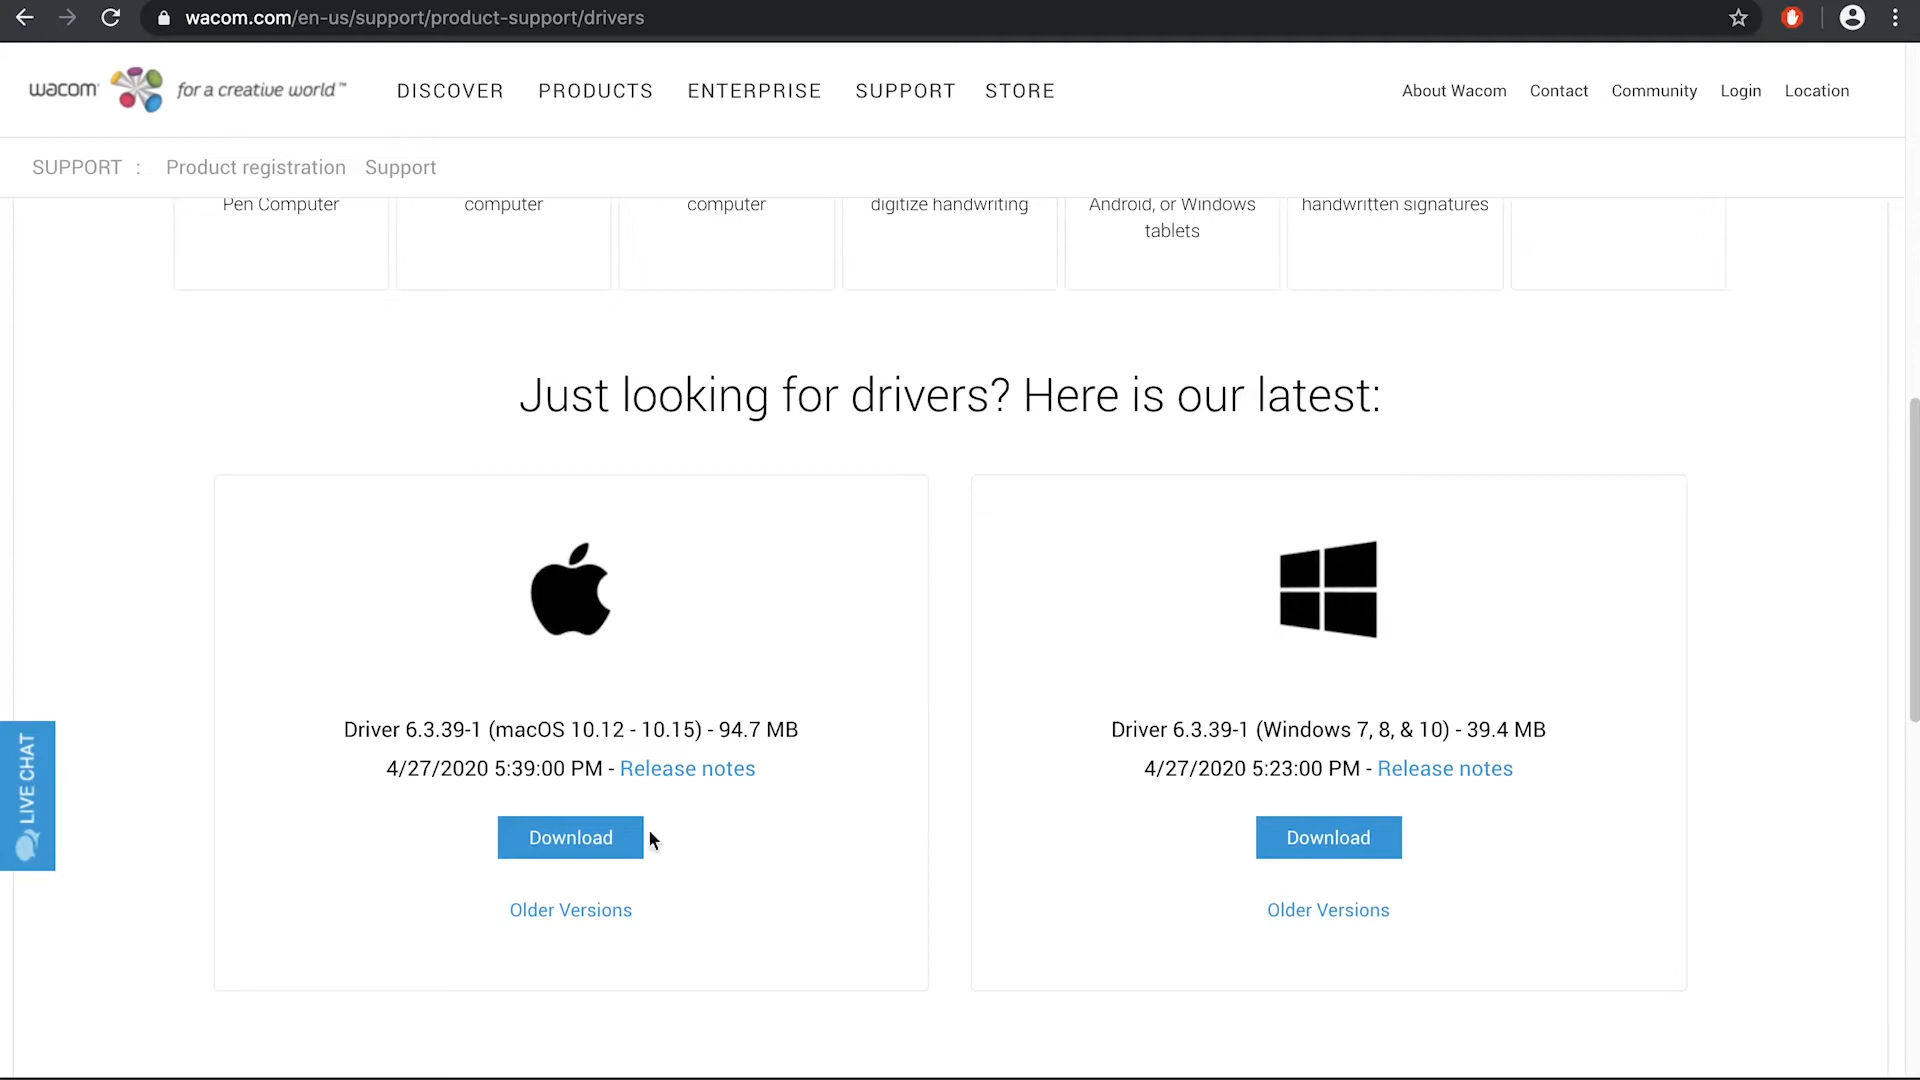 wacom.com/en-us/support/product-support/drivers
wacom for a creative world™
DISCOVER PRODUCTS ENTERPRISE SUPPORT STORE
About Wacom Contact Community Login Location
SUPPORT : Product registration Support
Pen Computer
computer
computer
digitize handwriting
Android, or Windows
tablets
handwritten signatures
Just looking for drivers? Here is our latest:
Driver 6.3.39-1 (macOS 10.12 - 10.15) - 94.7 MB
4/27/2020 5:39:00 PM - Release notes
Download
Older Versions
Driver 6.3.39-1 (Windows 7, 8, & 10) - 39.4 MB
4/27/2020 5:23:00 PM - Release notes
Download
Older Versions
LIVE CHAT